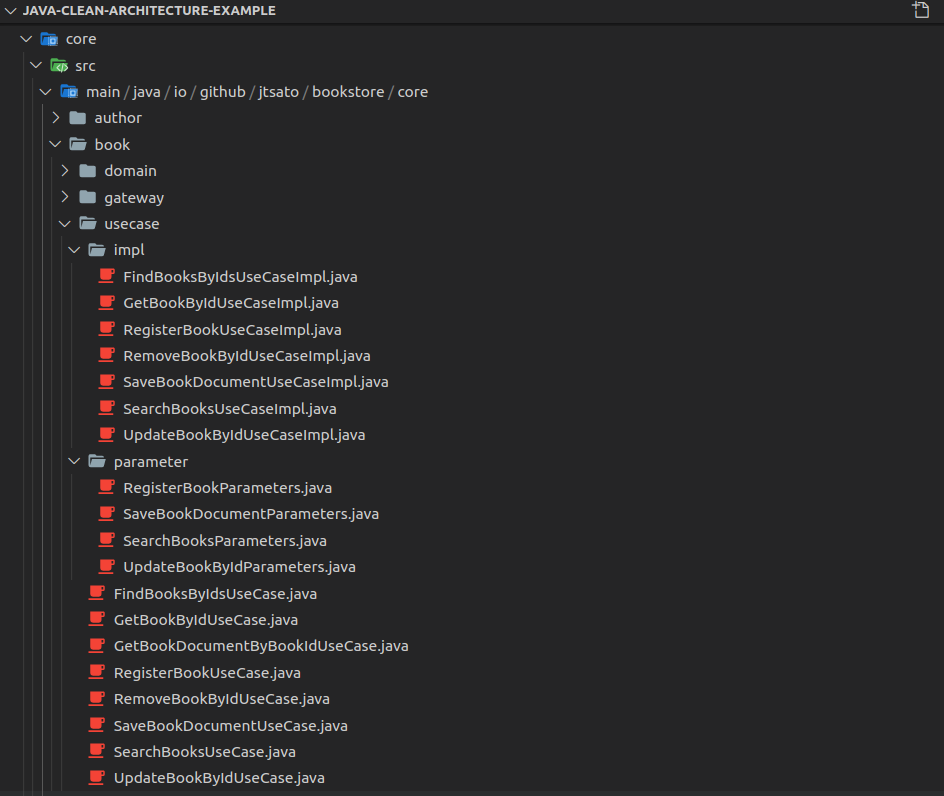 JAVA-CLEAN-ARCHITECTURE-EXAMPLE
core
src
main / java / io / github / jtsato / bookstore / core
author
book
domain
gateway
usecase
impl
FindBooksByIdsUseCaseImpl.java
GetBookByIdUseCaseImpl.java
RegisterBookUseCaseImpl.java
RemoveBookByIdUseCaseImpl.java
SaveBookDocumentUseCaseImpl.java
SearchBooksUseCaseImpl.java
UpdateBookByIdUseCaseImpl.java
parameter
RegisterBookParameters.java
SaveBookDocumentParameters.java
SearchBooksParameters.java
UpdateBookByIdParameters.java
FindBooksByIdsUseCase.java
GetBookByIdUseCase.java
GetBookDocumentByBookIdUseCase.java
RegisterBookUseCase.java
RemoveBookByIdUseCase.java
SaveBookDocumentUseCase.java
SearchBooksUseCase.java
UpdateBookByIdUseCase.java